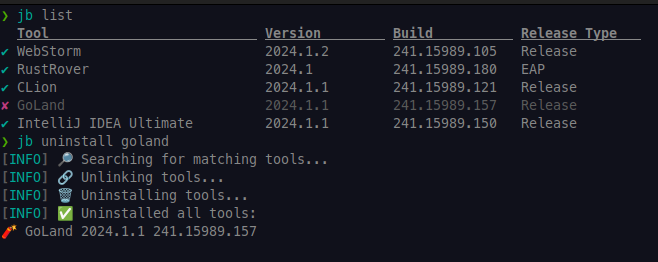 ❯ jb list
Tool Version Build Release Type
✔ WebStorm 2024.1.2 241.15989.105 Release
✔ RustRover 2024.1 241.15989.180 EAP
✔ CLion 2024.1.1 241.15989.121 Release
✘ GoLand 2024.1.1 241.15989.157 Release
✔ IntelliJ IDEA Ultimate 2024.1.1 241.15989.150 Release
❯ jb uninstall goland
[INFO] 🔎 Searching for matching tools...
[INFO] 🔗 Unlinking tools...
[INFO] 🗑️ Uninstalling tools...
[INFO] ✅ Uninstalled all tools:
🧨 GoLand 2024.1.1 241.15989.157